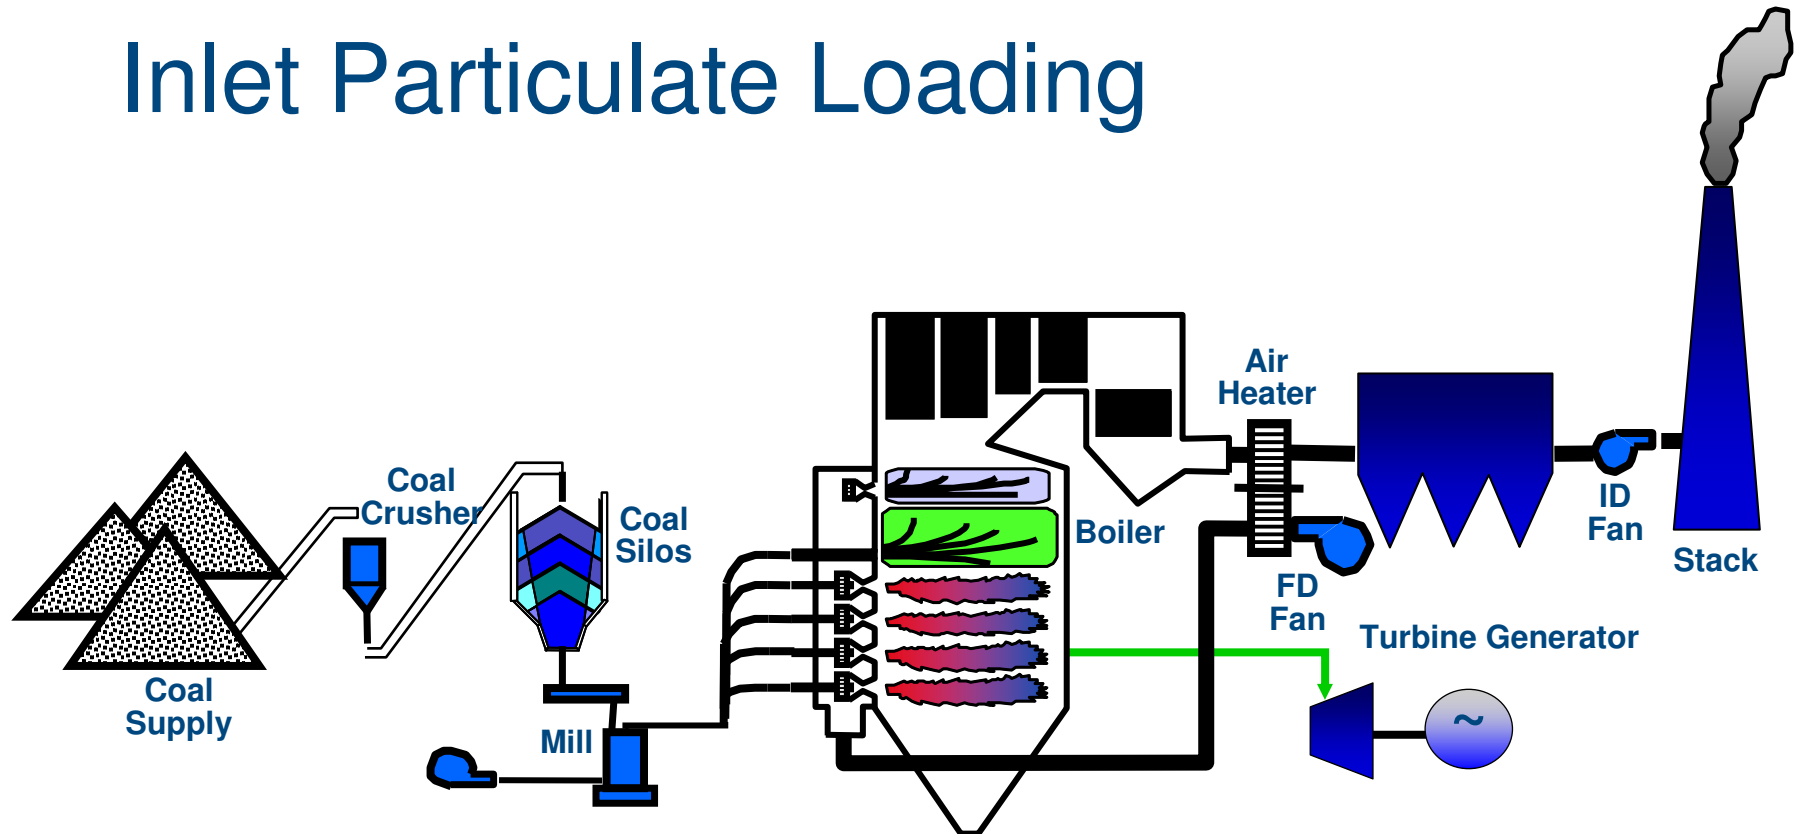 Inlet Particulate Loading
Air
Heater
Coal
Crusher
Coal
Silos
Boiler
ID
Fan
Stack
FD
Fan
Turbine Generator
Coal
Supply
Mill
~